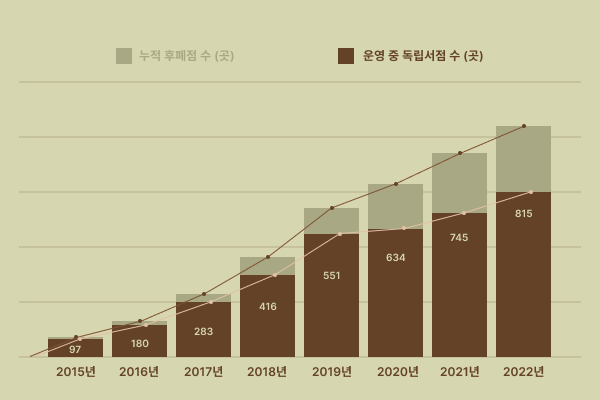 누적 후폐점 수 (곳)
운영 중 독립서점 수 (곳)
97
180
283
416
551
634
745
815
2015년
2016년
2017년
2018년
2019년
2020년
2021년
2022년